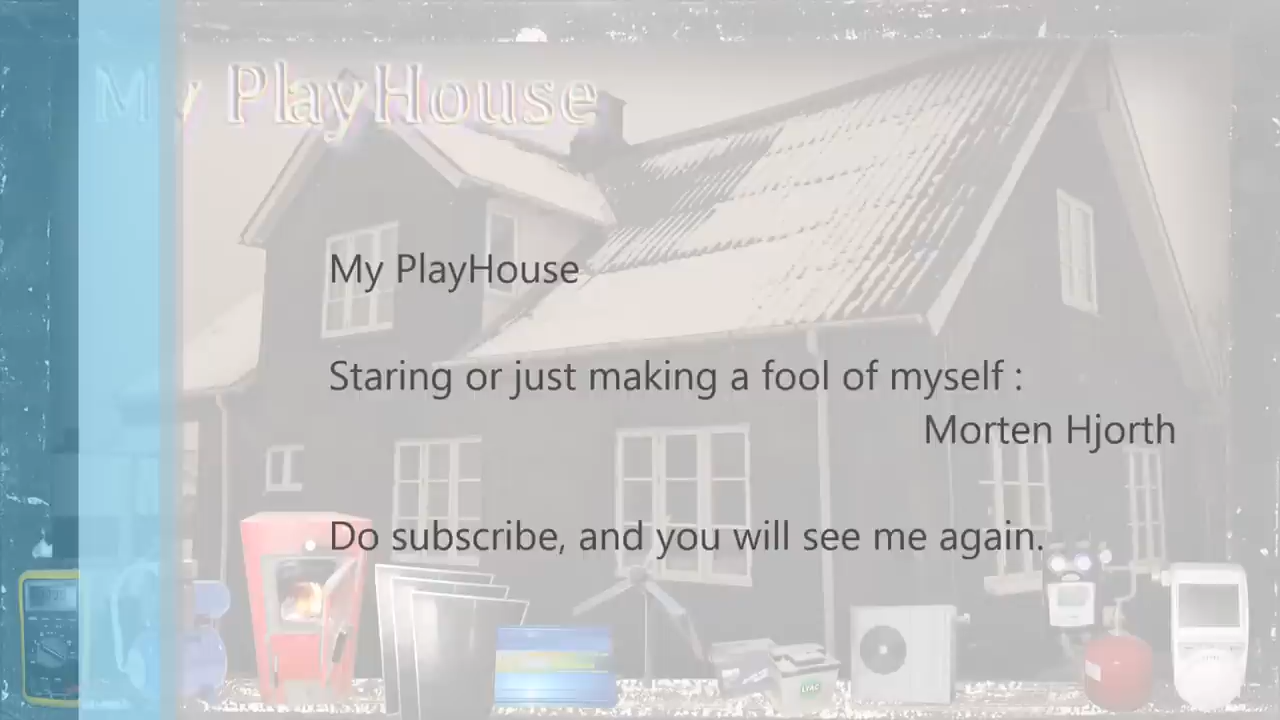 My PlayHouse
My PlayHouse
Staring or just making a fool of myself :
Morten Hjorth
Do subscribe, and you will see me again.